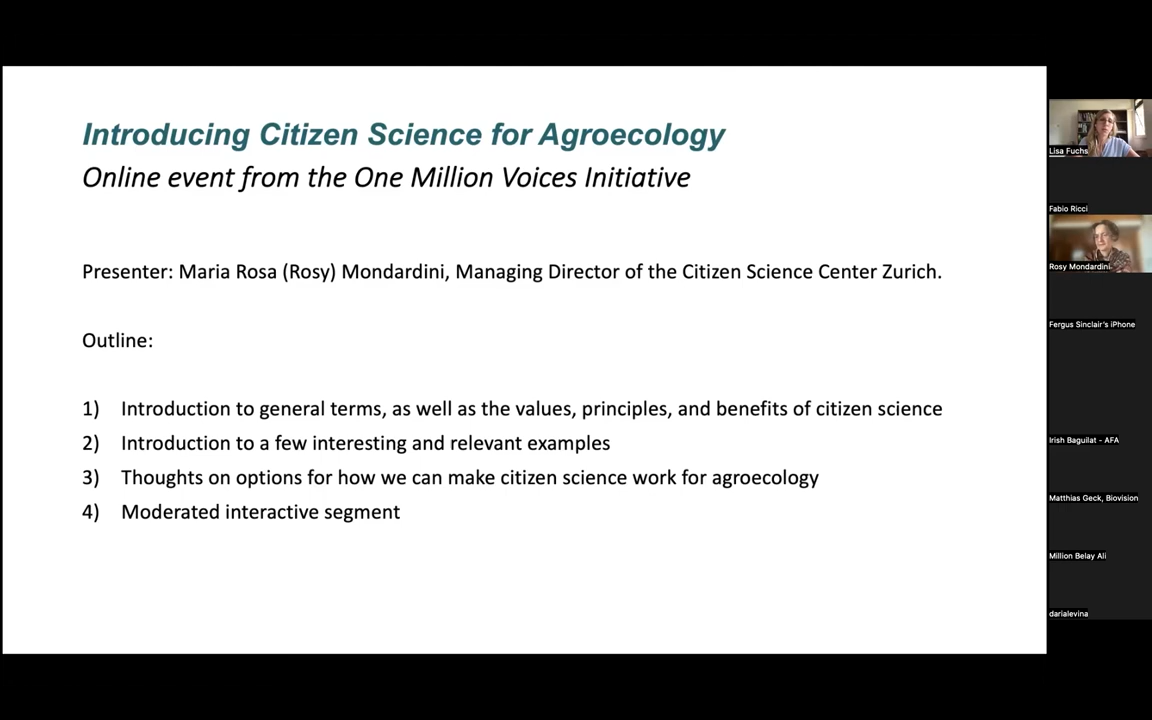 Introducing Citizen Science for Agroecology
Online event from the One Million Voices Initiative
Presenter: Maria Rosa (Rosy) Mondardini, Managing Director of the Citizen Science Center Zurich.
Outline:
1) Introduction to general terms, as well as the values, principles, and benefits of citizen science
2) Introduction to a few interesting and relevant examples
3) Thoughts on options for how we can make citizen science work for agroecology
4) Moderated interactive segment
Lisa Fuchs
Fabio Ricci
Rosy Mondardini
Fergus Sinclair's iPhone
Irish Baguilat - AFA
Matthias Geck, Biovision
Million Belay Ali
darialevina